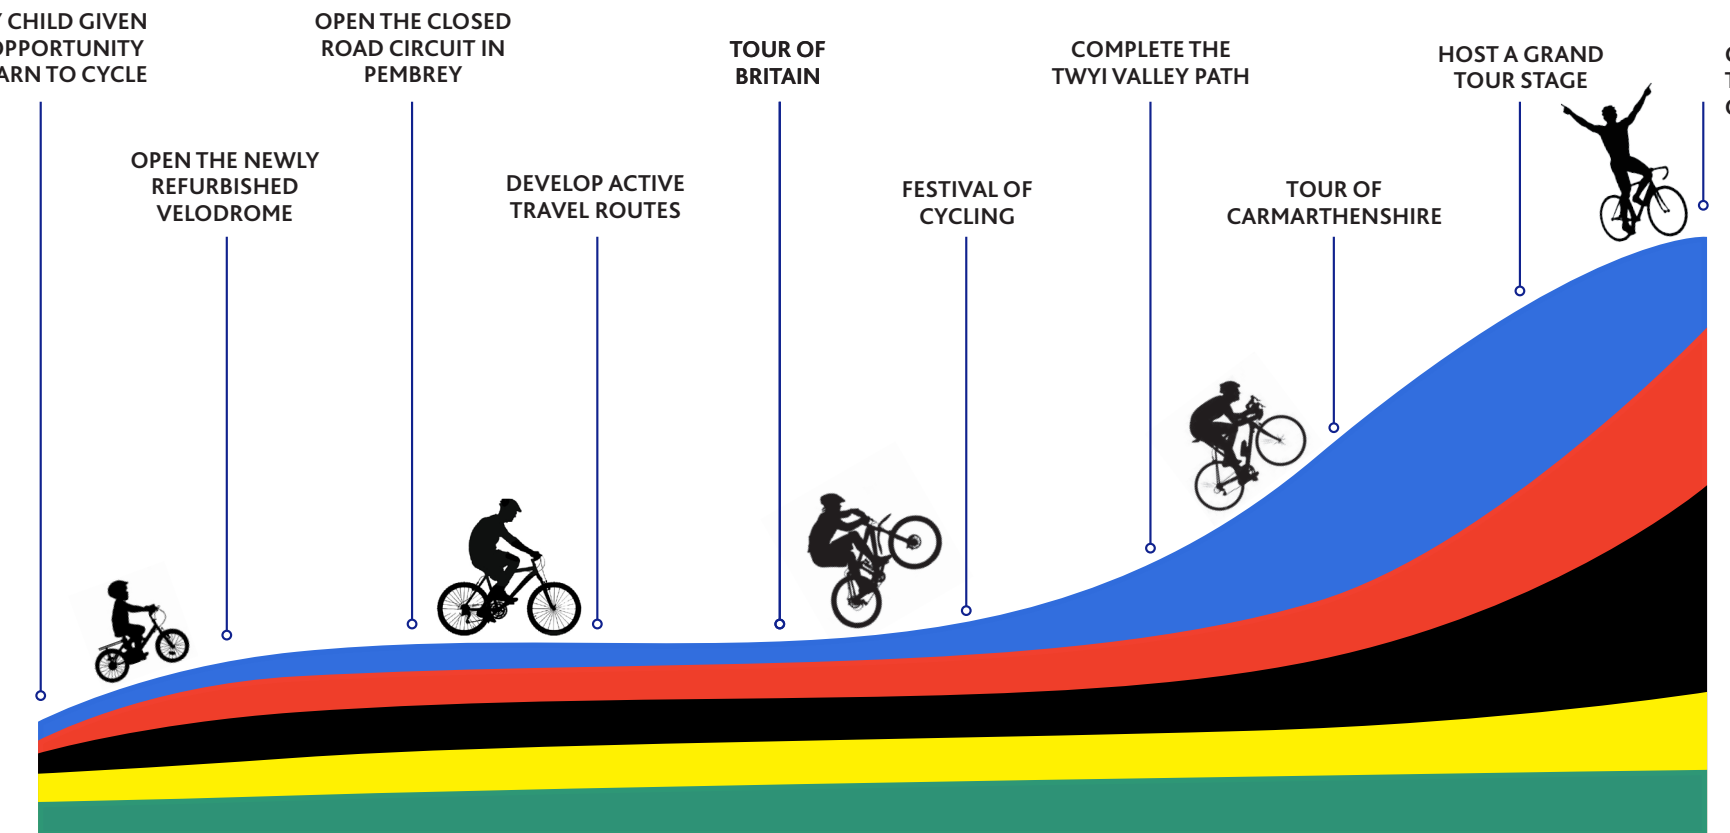 CHILD GIVEN
OPPORTUNITY
TO CYCLE
OPEN THE NEWLY
REFURBISHED
VELODROME
OPEN THE CLOSED
ROAD CIRCUIT IN
PEMBREY
DEVELOP ACTIVE
TRAVEL ROUTES
TOUR OF
BRITAIN
FESTIVAL OF
CYCLING
COMPLETE THE
TWYI VALLEY PATH
TOUR OF
CARMARTHENSHIRE
HOST A GRAND
TOUR STAGE